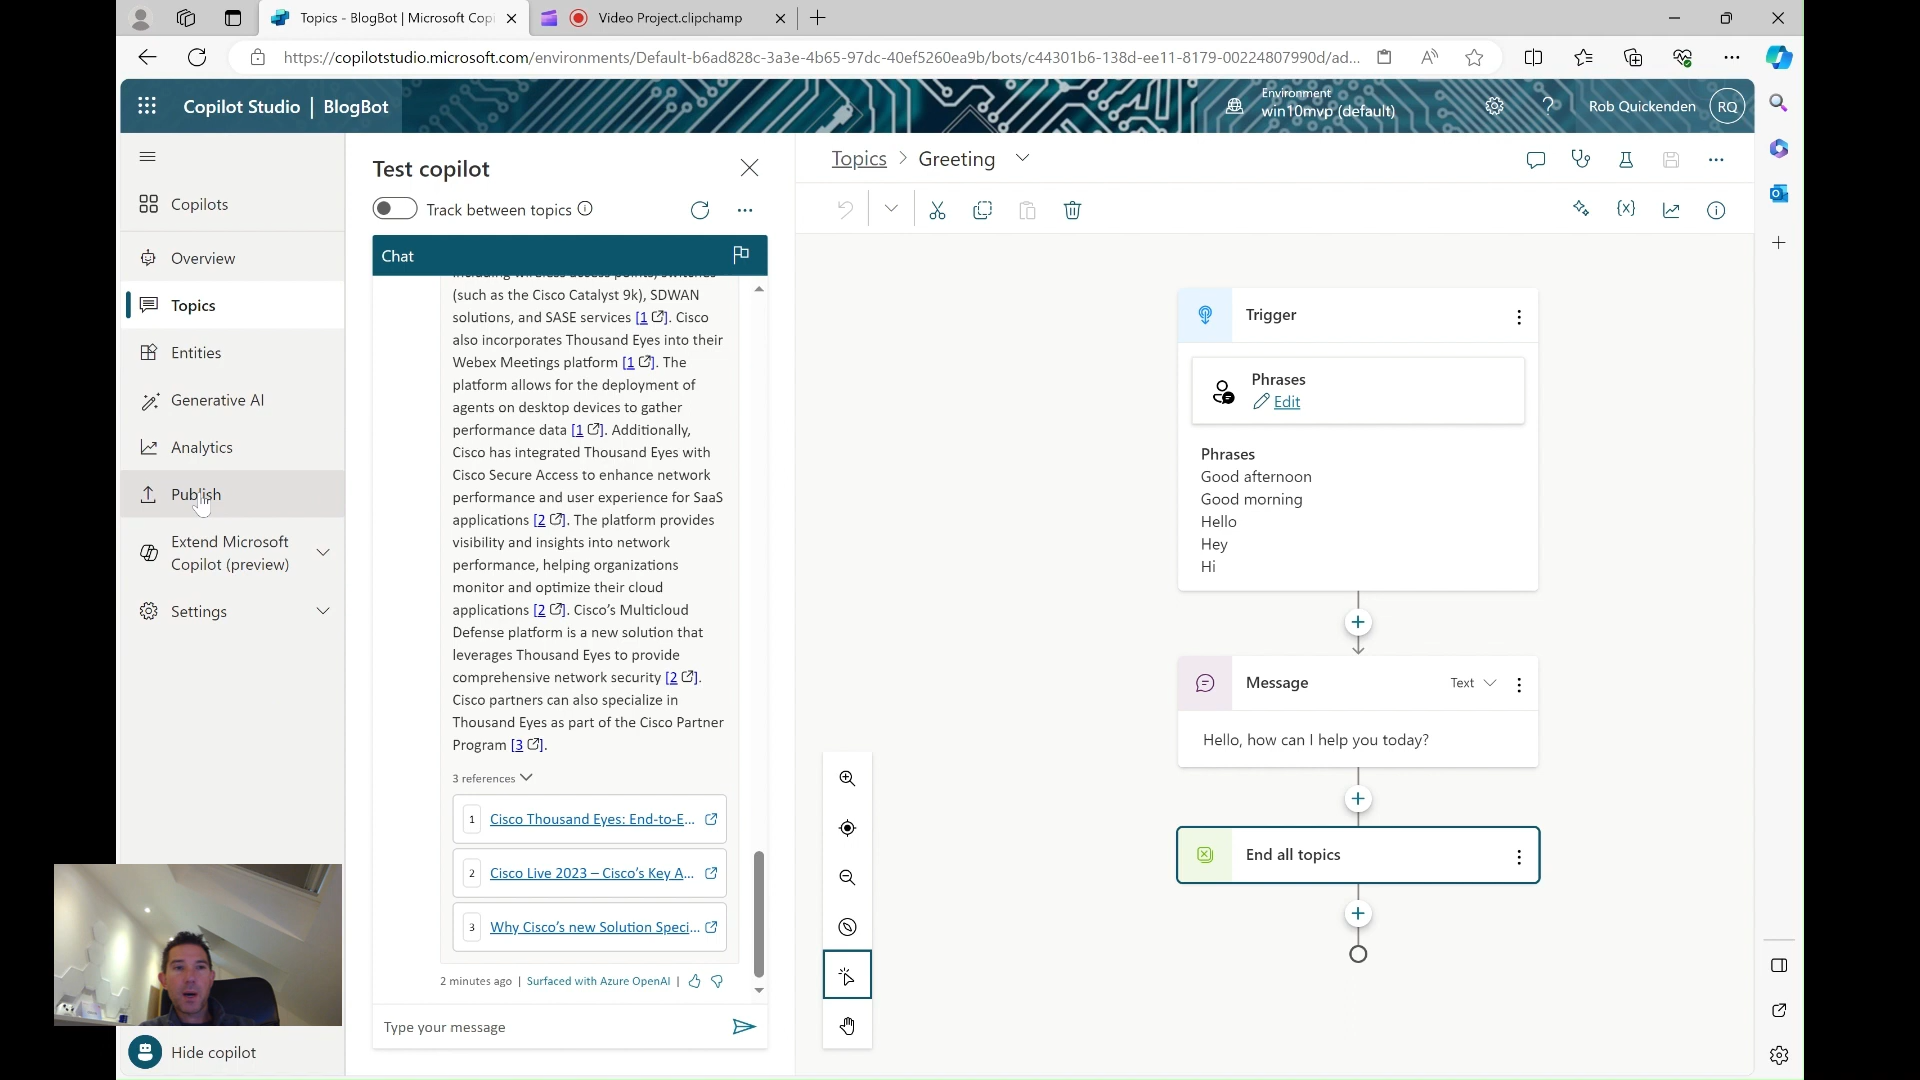 Topics - BlogBot | Microsoft Copi
Video Project.clipchamp
https://copilotstudio.microsoft.com/environments/Default-b6ad828c-3a3e-4b65-97dc-40ef5260ea9b/bots/c44301b6-138d-ee11-8179-00224807990d/ad...
Copilot Studio | BlogBot
Environment
win10mvp (default)
Rob Quickenden
RQ
Copilots
Overview
Topics
Entities
Generative AI
Analytics
Publish
Extend Microsoft
Copilot (preview)
Settings
Hide copilot
Test copilot
Track between topics
Chat
including wireless access points, switches
(such as the Cisco Catalyst 9k), SDWAN
solutions, and SASE services [1]. Cisco
also incorporates Thousand Eyes into their
Webex Meetings platform [1]. The
platform allows for the deployment of
agents on desktop devices to gather
performance data [1]. Additionally,
Cisco has integrated Thousand Eyes with
Cisco Secure Access to enhance network
performance and user experience for SaaS
applications [2]. The platform provides
visibility and insights into network
performance, helping organizations
monitor and optimize their cloud
applications [2]. Cisco's Multicloud
Defense platform is a new solution that
leverages Thousand Eyes to provide
comprehensive network security [2].
Cisco partners can also specialize in
Thousand Eyes as part of the Cisco Partner
Program [3].
3 references
1 Cisco Thousand Eyes: End-to-E...
2 Cisco Live 2023 – Cisco's Key A...
3 Why Cisco's new Solution Speci...
2 minutes ago | Surfaced with Azure OpenAI |
Type your message
Topics > Greeting
Trigger
Phrases
Edit
Phrases
Good afternoon
Good morning
Hello
Hey
Hi
Message
Text
Hello, how can I help you today?
End all topics